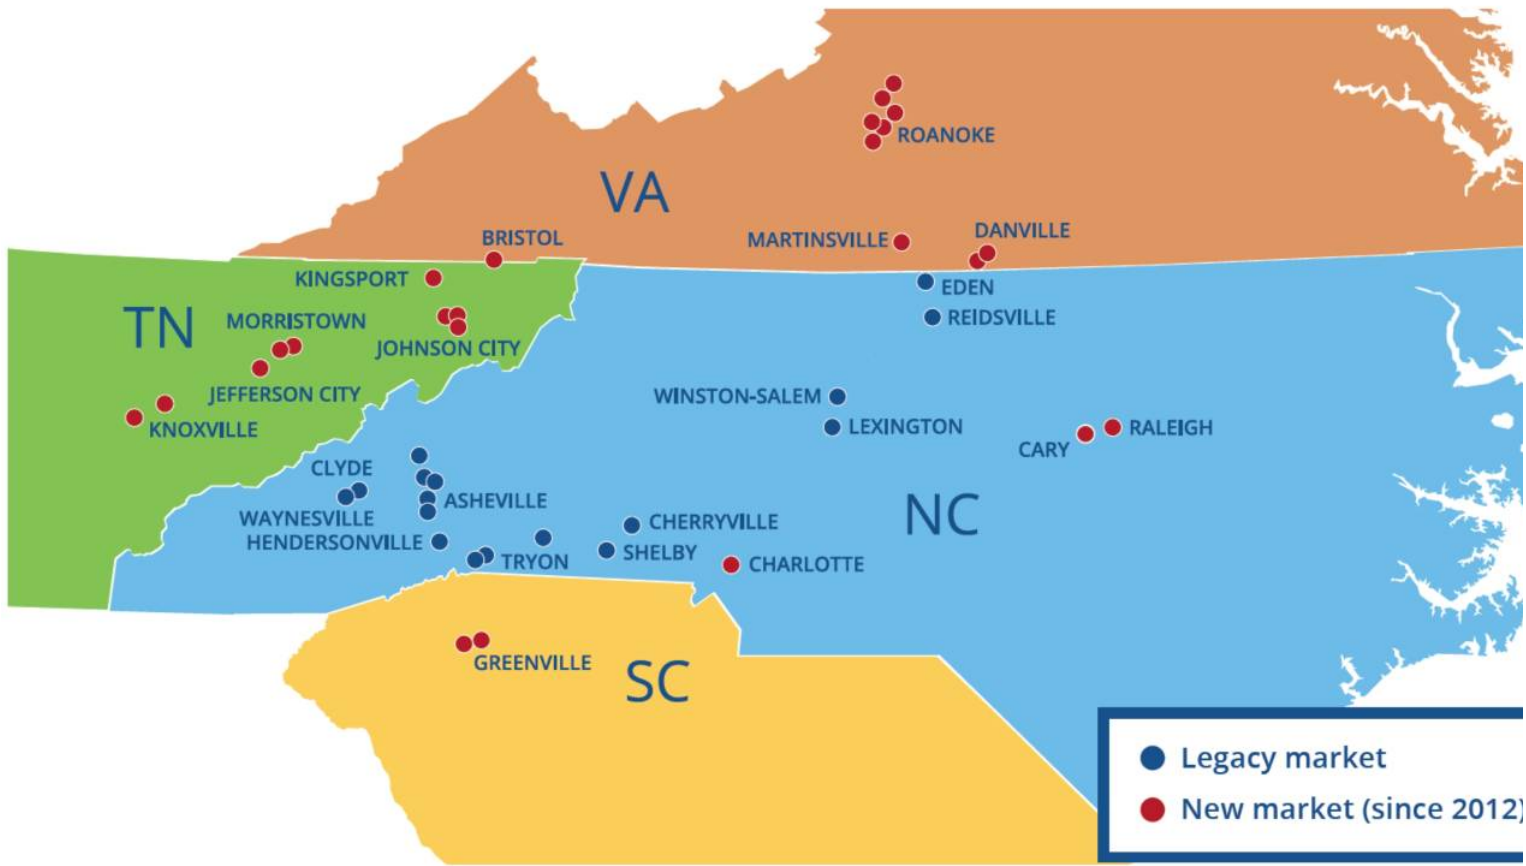 ROANOKE
VA
BRISTOL
MARTINSVILLE
DANVILLE
KINGSPORT
EDEN
TN
MORRISTOWN
REIDSVILLE
JOHNSON CITY
JEFFERSON CITY
WINSTON-SALEM
KNOXVILLE
LEXINGTON
RALEIGH
CARY
CLYDE
ASHEVILLE
NC
WAYNESVILLE
CHERRYVILLE
HENDERSONVILLE
SHELBY
TRYON
CHARLOTTE
GREENVILLE
SC
Legacy market
New market (since 2012)